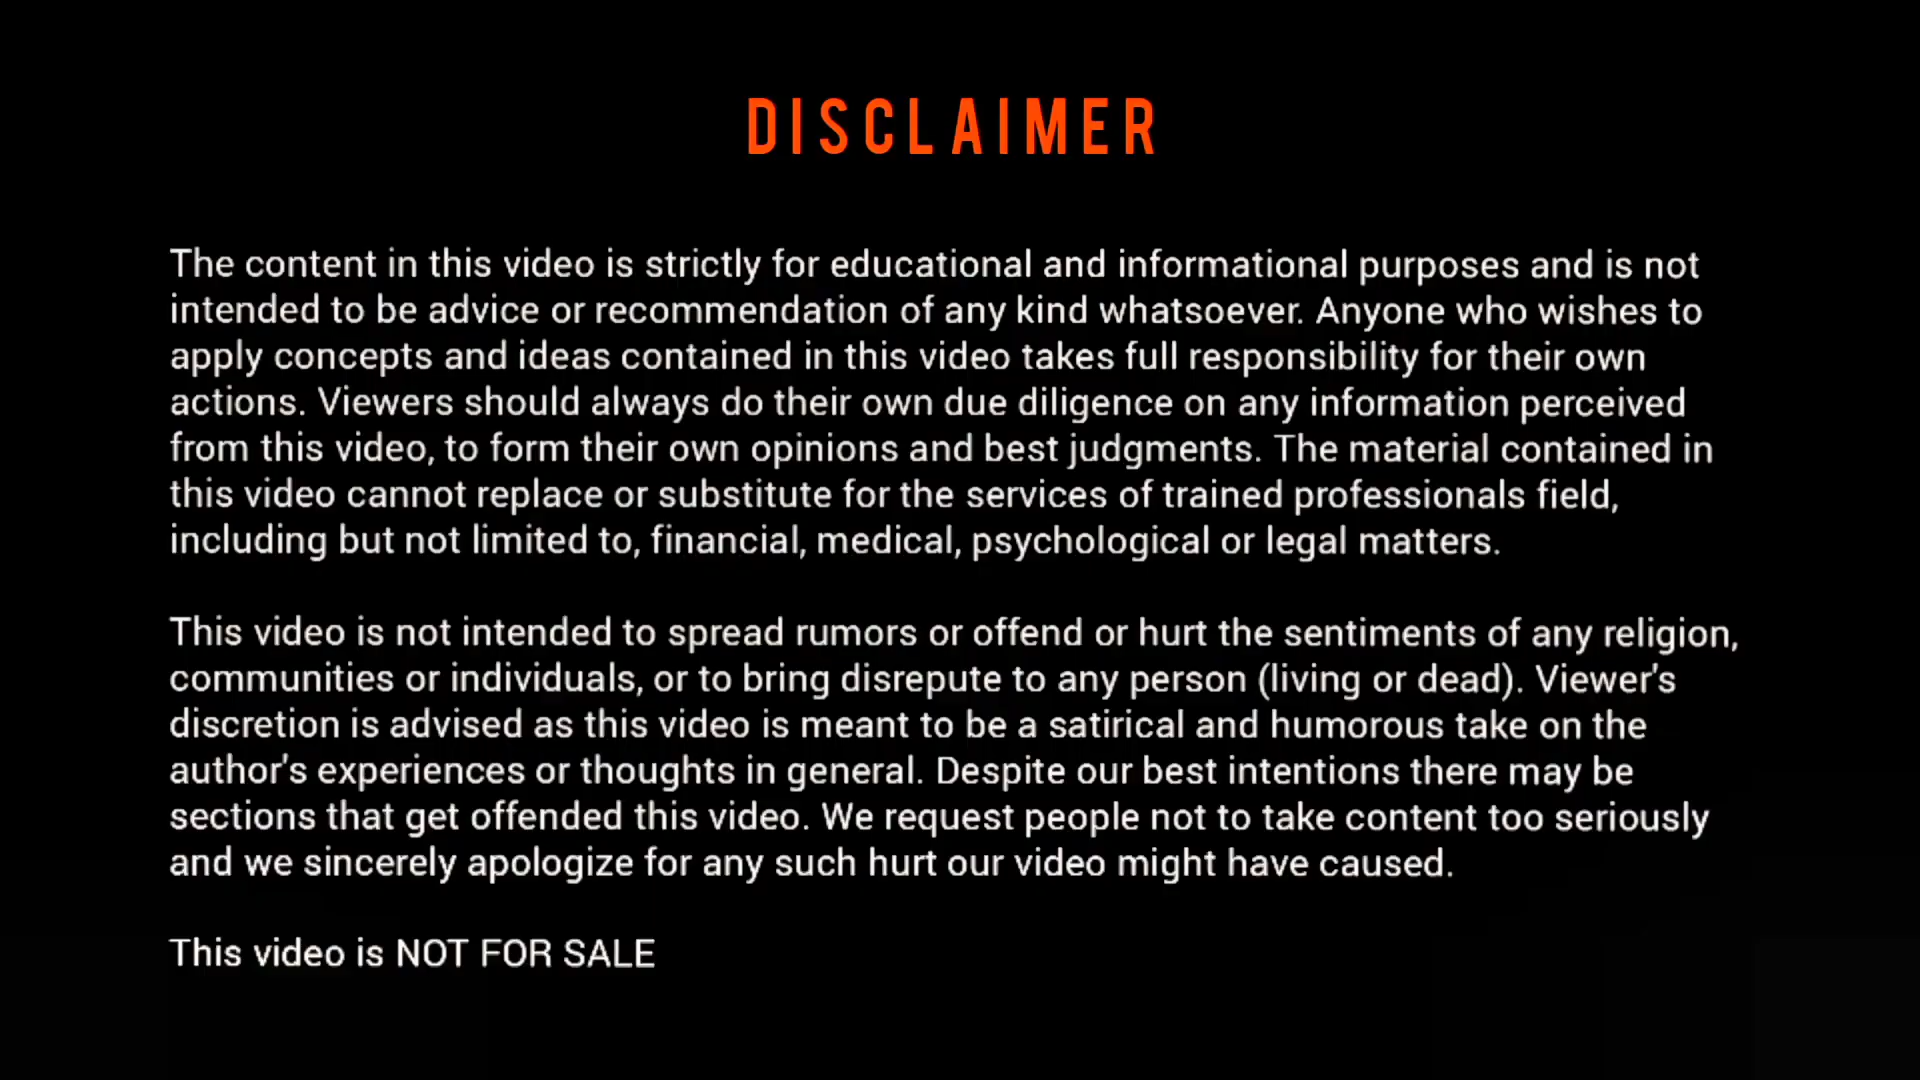 DISCLAIMER
The content in this video is strictly for educational and informational purposes and is not
intended to be advice or recommendation of any kind whatsoever. Anyone who wishes to
apply concepts and ideas contained in this video takes full responsibility for their own
actions. Viewers should always do their own due diligence on any information perceived
from this video, to form their own opinions and best judgments. The material contained in
this video cannot replace or substitute for the services of trained professionals field,
including but not limited to, financial, medical, psychological or legal matters.
This video is not intended to spread rumors or offend or hurt the sentiments of any religion,
communities or individuals, or to bring disrepute to any person (living or dead). Viewer's
discretion is advised as this video is meant to be a satirical and humorous take on the
author's experiences or thoughts in general. Despite our best intentions there may be
sections that get offended this video. We request people not to take content too seriously
and we sincerely apologize for any such hurt our video might have caused.
This video is NOT FOR SALE